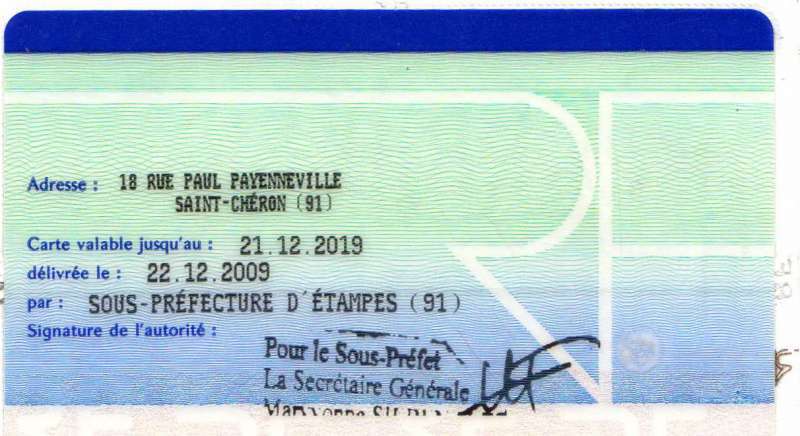 Adresse : 18 RUE PAUL PAYENNEVILLE
SAINT-CHÉRON (91)
Carte valable jusqu'au : 21.12.2019
délivrée le : 22.12.2009
par : SOUS-PRÉFECTURE D'ÉTAMPES (91)
Signature de l'autorité :
Pour le Sous-Préfet
La Secrétaire Générale